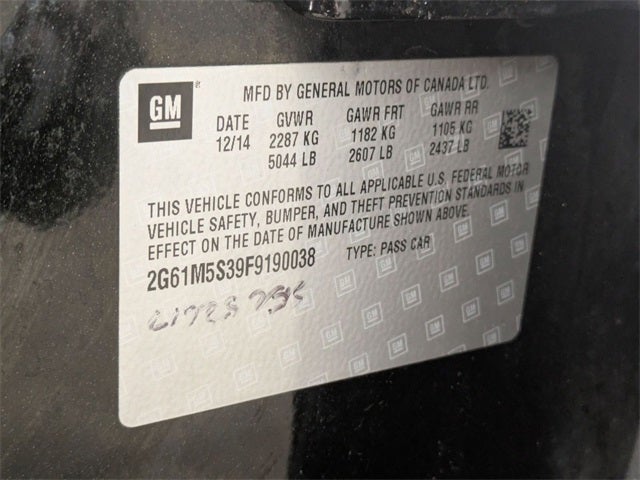 GM
MFD BY GENERAL MOTORS OF CANADA LTD.
DATE GVWR GAWR FRT GAWR RR
12/14 2287 KG 1182 KG 1105 KG
5044 LB 2607 LB 2437 LB
THIS VEHICLE CONFORMS TO ALL APPLICABLE U.S. FEDERAL MOTOR
VEHICLE SAFETY, BUMPER, AND THEFT PREVENTION STANDARDS IN
EFFECT ON THE DATE OF MANUFACTURE SHOWN ABOVE.
2G61M5S39F9190038 TYPE: PASS CAR